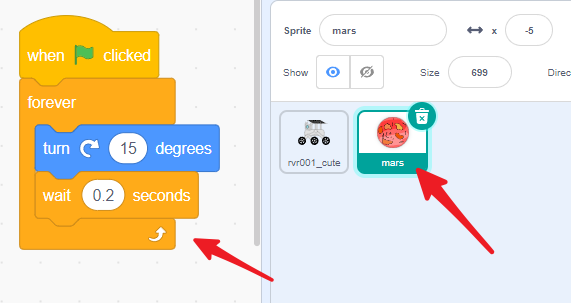 when clicked
forever
turn 15 degrees
wait 0.2 seconds
Sprite mars x -5
Show Size 699 Direc
rvr001_cute mars